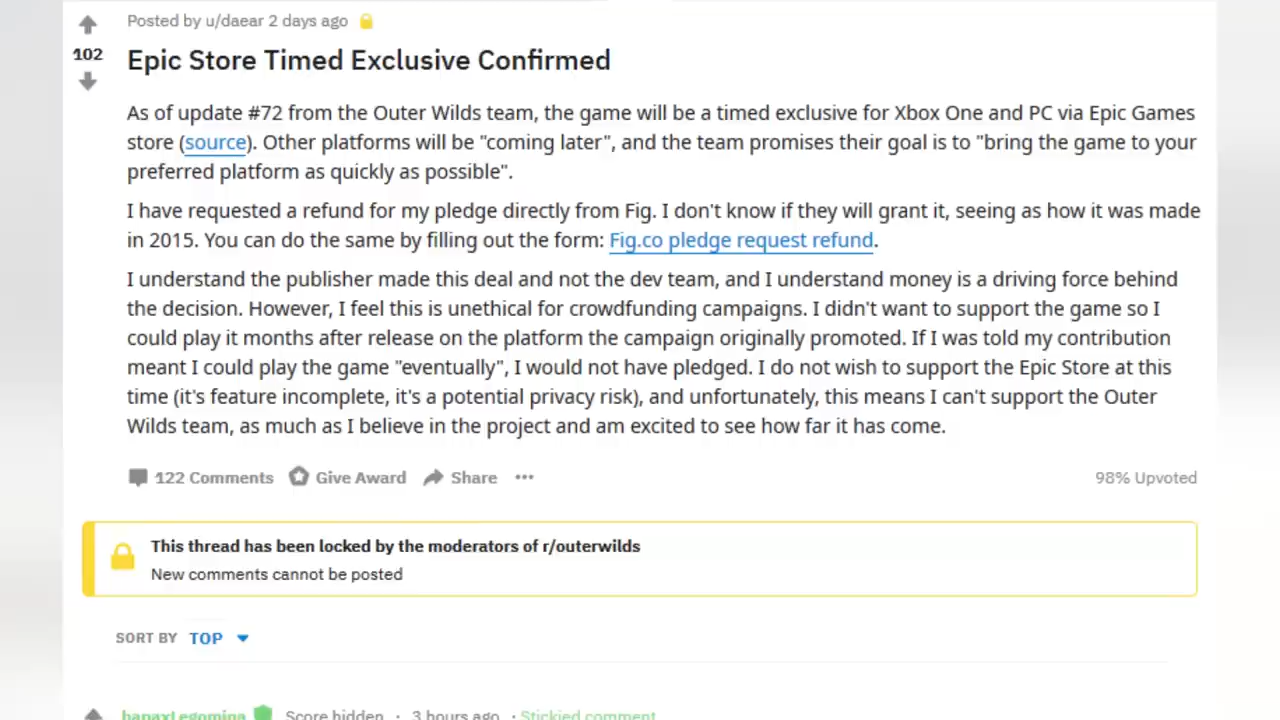 Posted by u/daear 2 days ago
102
Epic Store Timed Exclusive Confirmed
As of update #72 from the Outer Wilds team, the game will be a timed exclusive for Xbox One and PC via Epic Games
store (source). Other platforms will be "coming later", and the team promises their goal is to "bring the game to your
preferred platform as quickly as possible".
I have requested a refund for my pledge directly from Fig. I don't know if they will grant it, seeing as how it was made
in 2015. You can do the same by filling out the form: Fig.co pledge request refund.
I understand the publisher made this deal and not the dev team, and I understand money is a driving force behind
the decision. However, I feel this is unethical for crowdfunding campaigns. I didn't want to support the game so I
could play it months after release on the platform the campaign originally promoted. If I was told my contribution
meant I could play the game "eventually", I would not have pledged. I do not wish to support the Epic Store at this
time (it's feature incomplete, it's a potential privacy risk), and unfortunately, this means I can't support the Outer
Wilds team, as much as I believe in the project and am excited to see how far it has come.
122 Comments Give Award Share ··· 98% Upvoted
This thread has been locked by the moderators of r/outerwilds
New comments cannot be posted
SORT BY TOP
hapaxLegomina Score hidden · 3 hours ago · Stickied comment